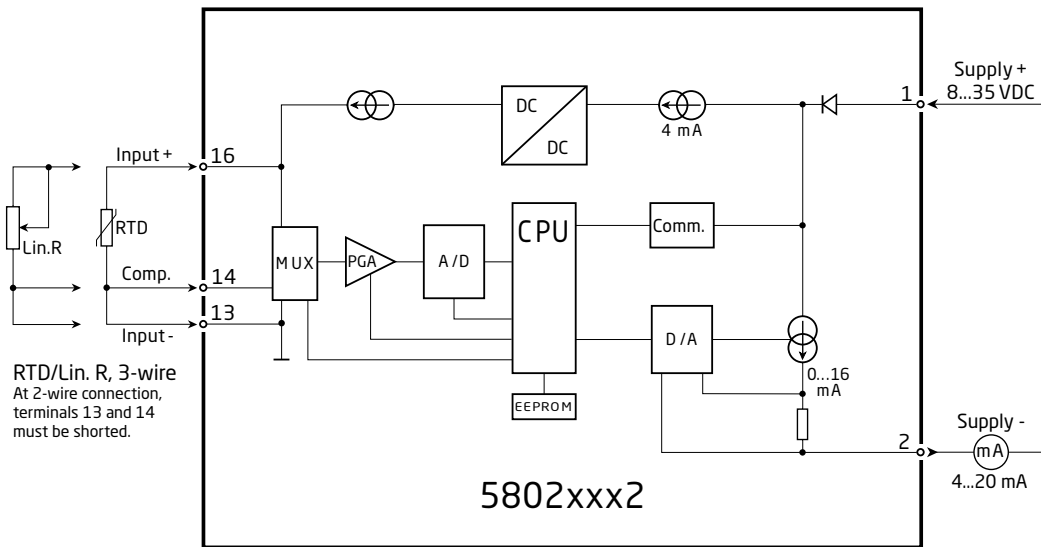 Supply +
8...35 VDC
1
DC
DC
4 mA
Input +
16
RTD
Lin.R
Comp.
14
13
Input -
MUX
PGA
A/D
CPU
Comm.
D/A
EEPROM
0...16
mA
RTD/Lin. R, 3-wire
At 2-wire connection,
terminals 13 and 14
must be shorted.
Supply -
2
mA
4...20 mA
5802xxx2